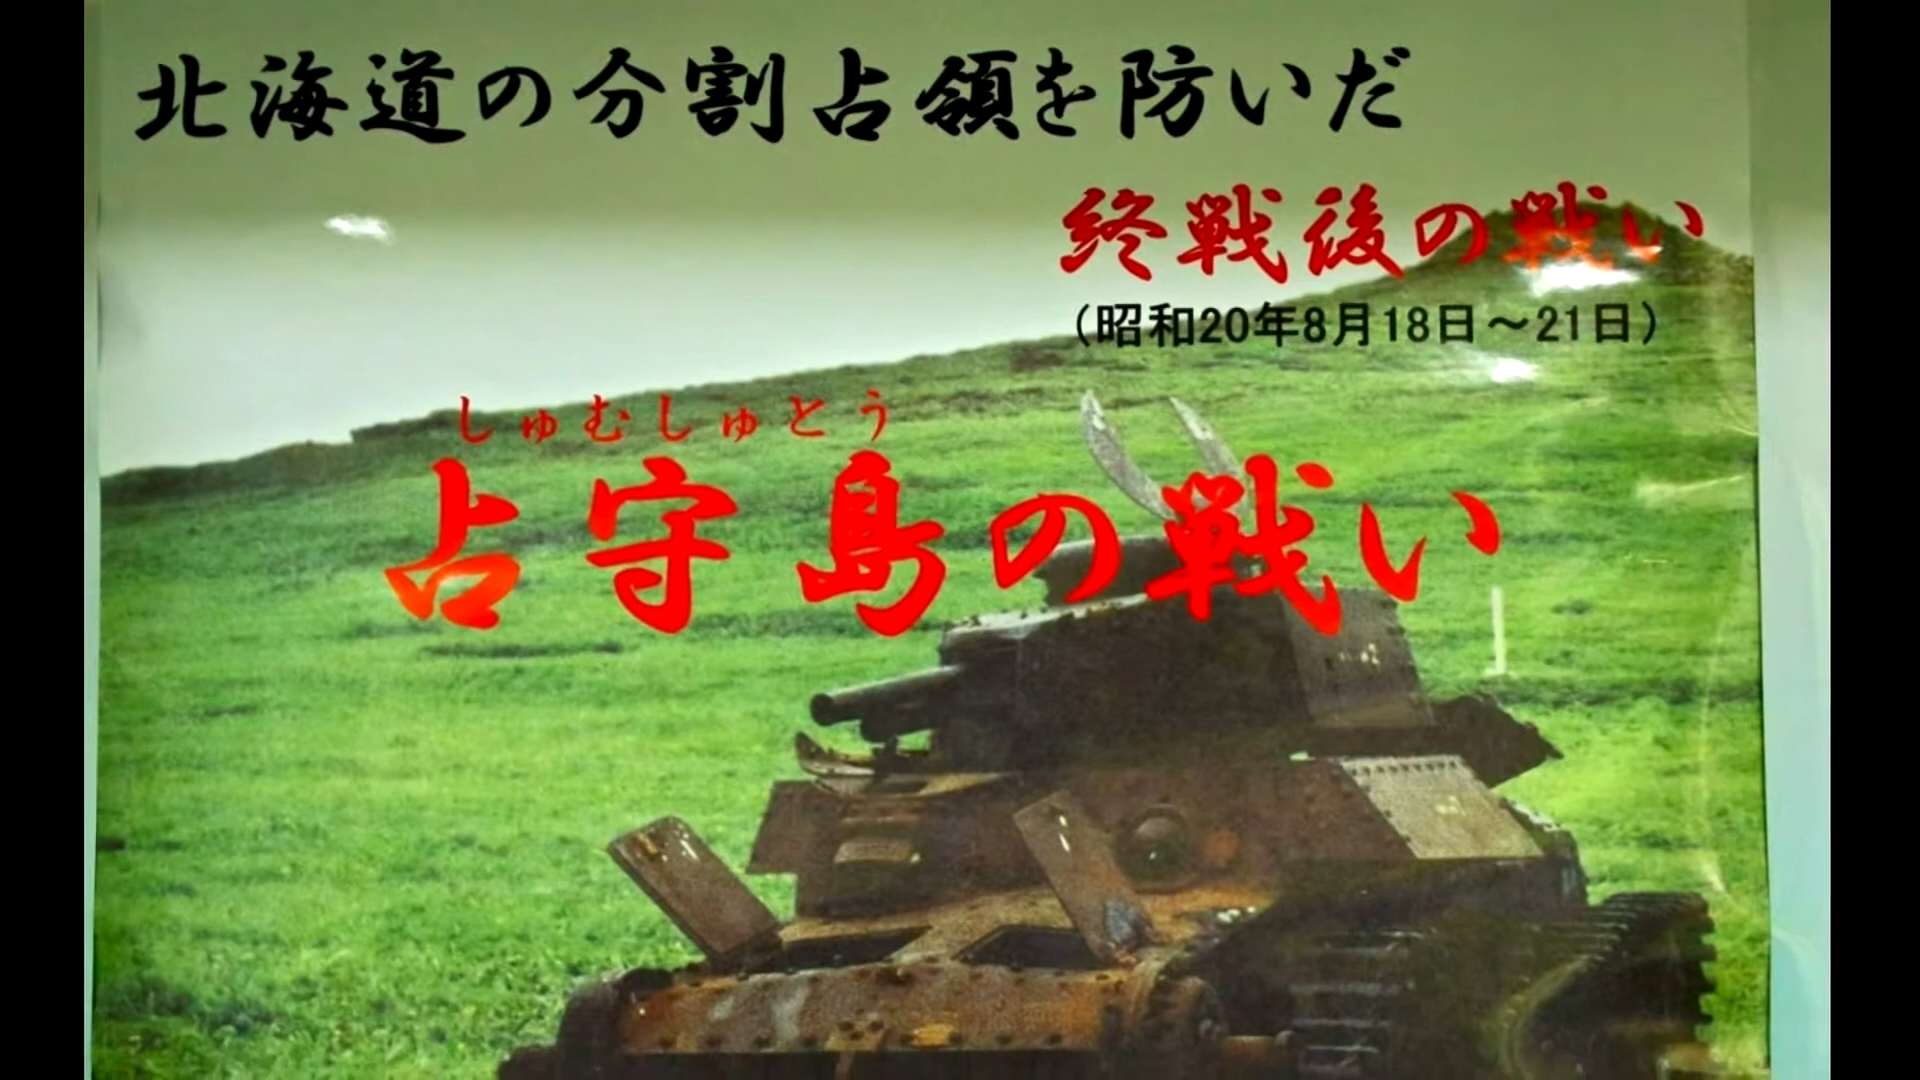 北海道の分割占領を防いだ
終戦後の戦い
（昭和20年8月18日～21日）
しゅむしゅとう
占守島の戦い